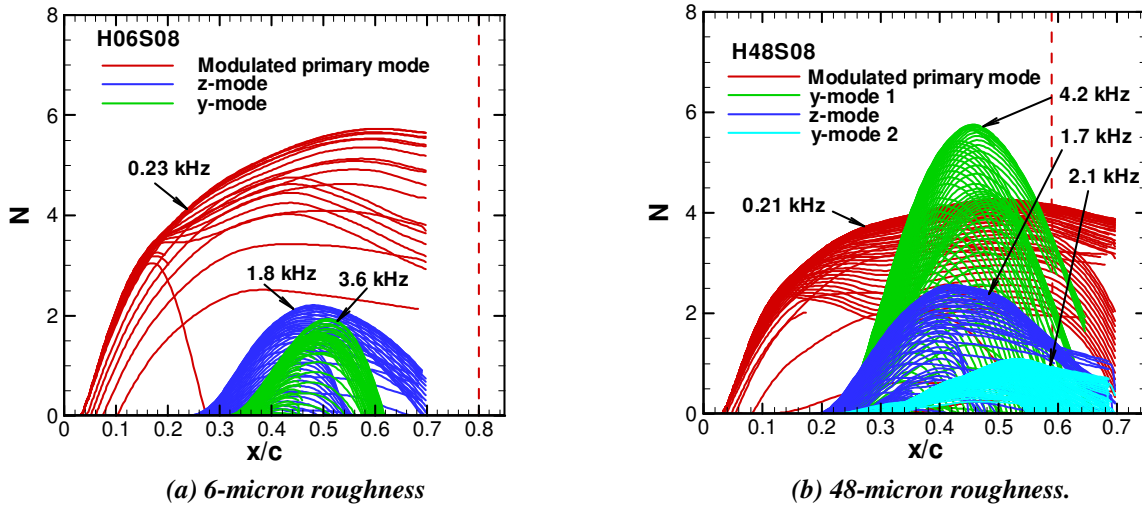 H06S08
Modulated primary mode
z-mode
y-mode
0.23 kHz
1.8 kHz
3.6 kHz
N
8
6
4
2
0
0 0.1 0.2 0.3 0.4 0.5 0.6 0.7 0.8
x/c
(a) 6-micron roughness
H48S08
Modulated primary mode
y-mode 1
z-mode
y-mode 2
4.2 kHz
1.7 kHz
2.1 kHz
0.21 kHz
N
8
6
4
2
0
0 0.1 0.2 0.3 0.4 0.5 0.6 0.7
x/c
(b) 48-micron roughness.